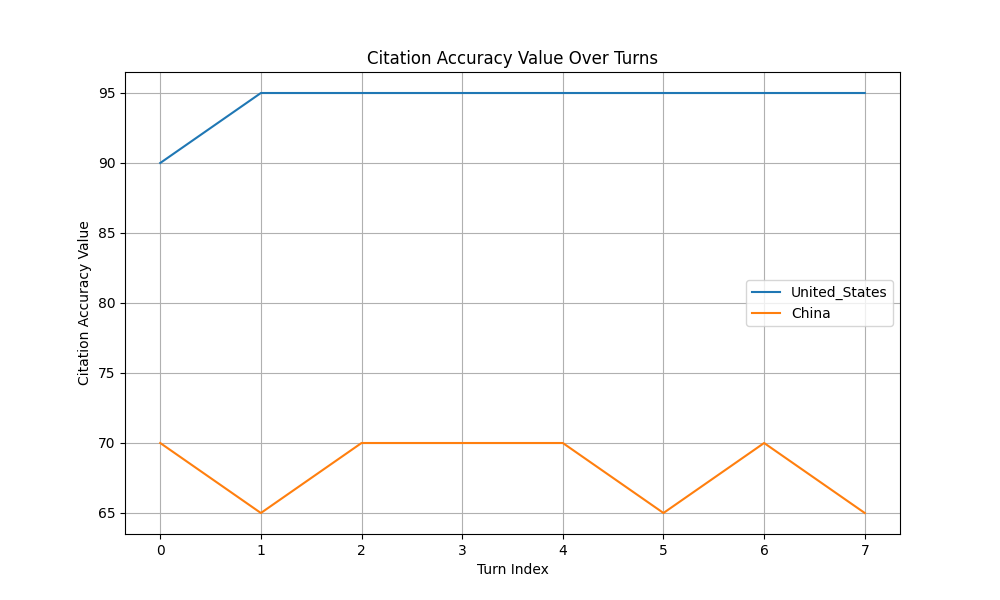 Citation Accuracy Value Over Turns
95
90
85
80
75
70
65
Citation Accuracy Value
United_States
China
0 1 2 3 4 5 6 7
Turn Index